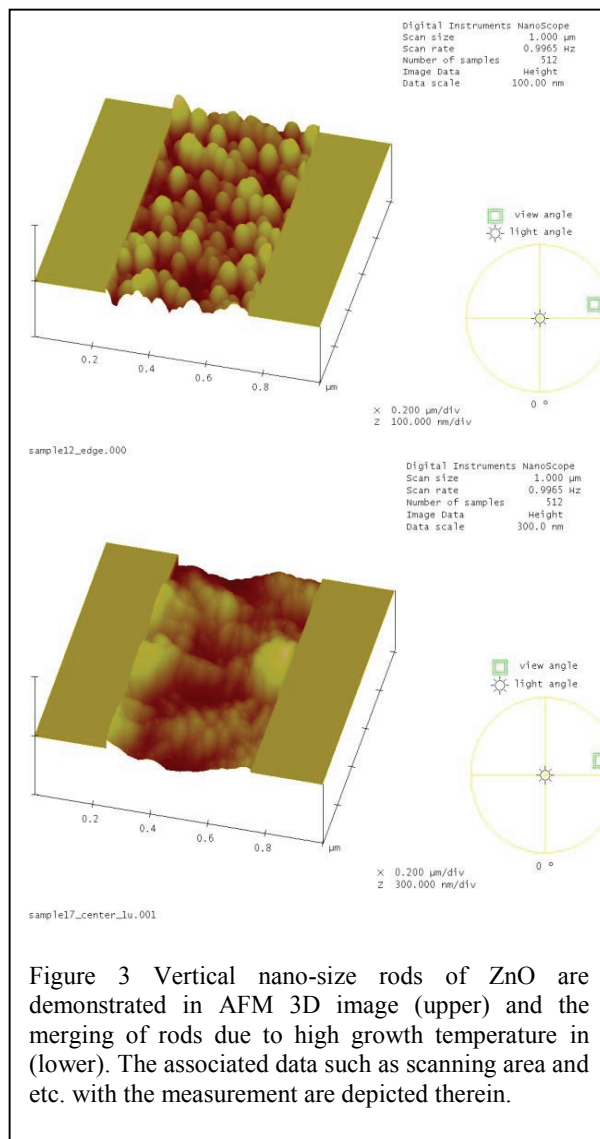 Digital Instruments NanoScope
Scan size 1.000 µm
Scan rate 0.9965 Hz
Number of samples 512
Image Data Height
Data scale 100.00 nm
view angle
light angle
0.2
0.4
0.6
0.8
µm
0 °
X 0.200 µm/div
Z 100.000 nm/div
sample12_edge.000
Digital Instruments NanoScope
Scan size 1.000 µm
Scan rate 0.9965 Hz
Number of samples 512
Image Data Height
Data scale 300.0 nm
view angle
light angle
0.2
0.4
0.6
0.8
µm
0 °
X 0.200 µm/div
Z 300.000 nm/div
sample17_center_1u.001
Figure 3 Vertical nano-size rods of ZnO are
demonstrated in AFM 3D image (upper) and the
merging of rods due to high growth temperature in
(lower). The associated data such as scanning area and
etc. with the measurement are depicted therein.